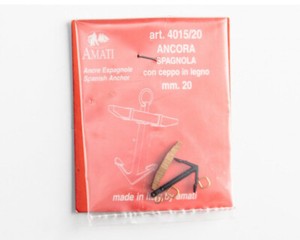 AMATI
art. 4015/20
ANCORA
SPAGNOLA
con ceppo in legno
mm. 20
Ancre Espagnole
Spanish Anchor
made in italy by amati